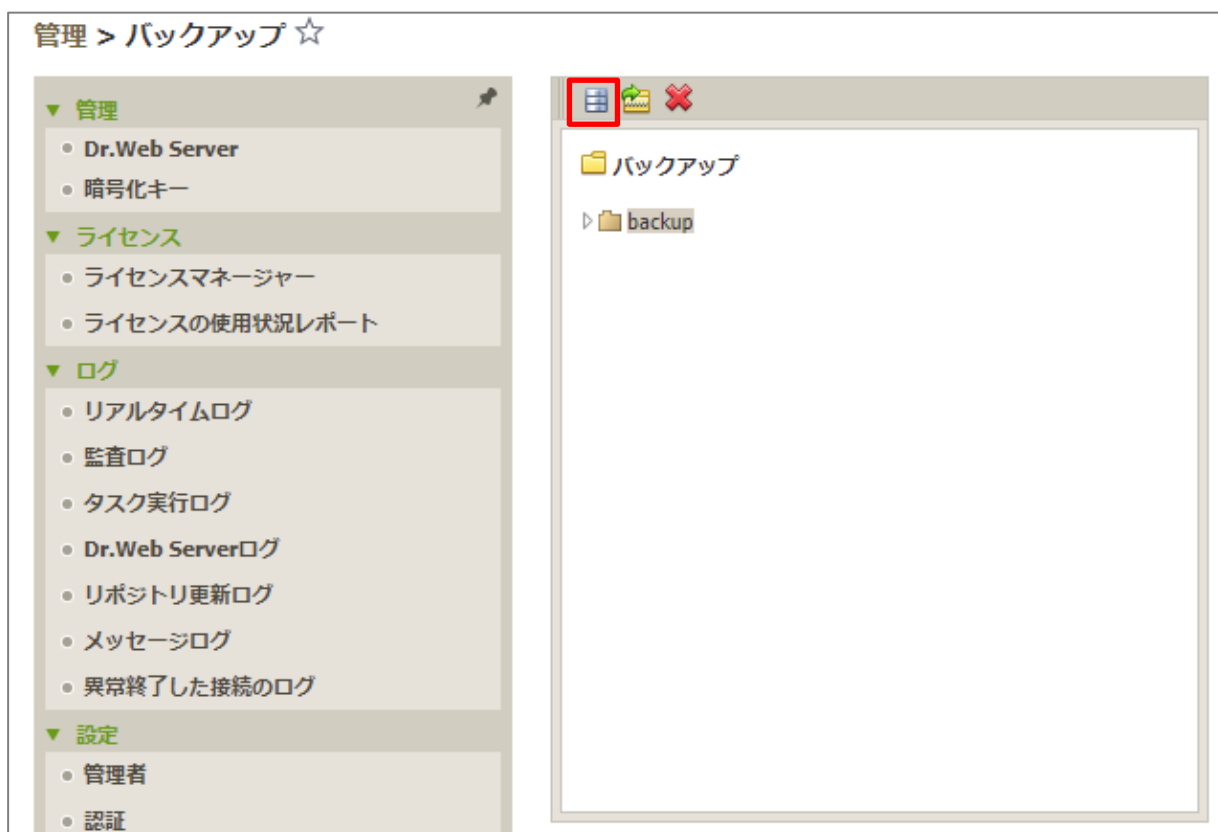 管理 > バックアップ ☆
管理
Dr.Web Server
暗号化キー
ライセンス
ライセンスマネージャー
ライセンスの使用状況レポート
ログ
リアルタイムログ
監査ログ
タスク実行ログ
Dr.Web Serverログ
リポジトリ更新ログ
メッセージログ
異常終了した接続のログ
設定
管理者
認証
バックアップ
backup